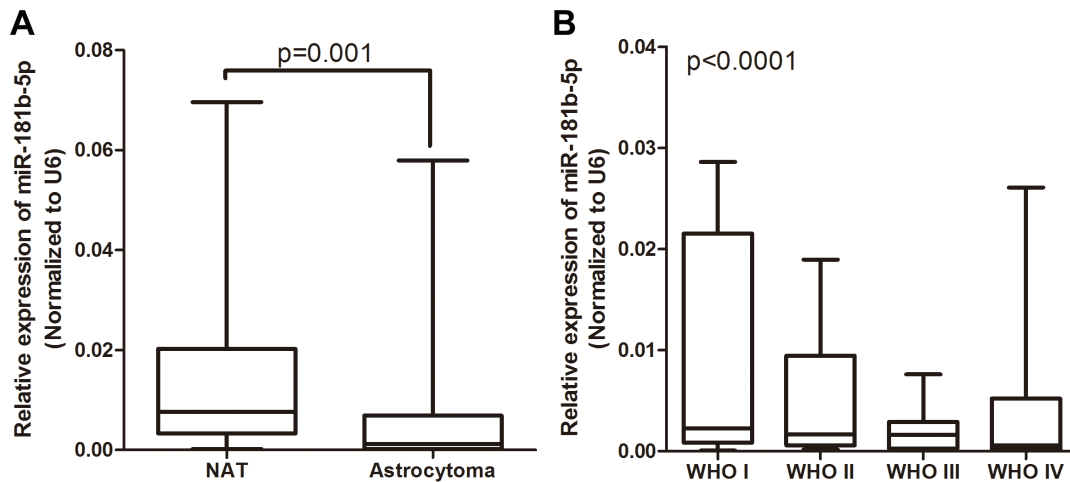 A
Relative expression of miR-181b-5p
(Normalized to U6)
0.08
0.06
0.04
0.02
0.00
p=0.001
NAT
Astrocytoma
B
Relative expression of miR-181b-5p
(Normalized to U6)
0.04
0.03
0.02
0.01
0.00
p<0.0001
WHO I
WHO II
WHO III
WHO IV